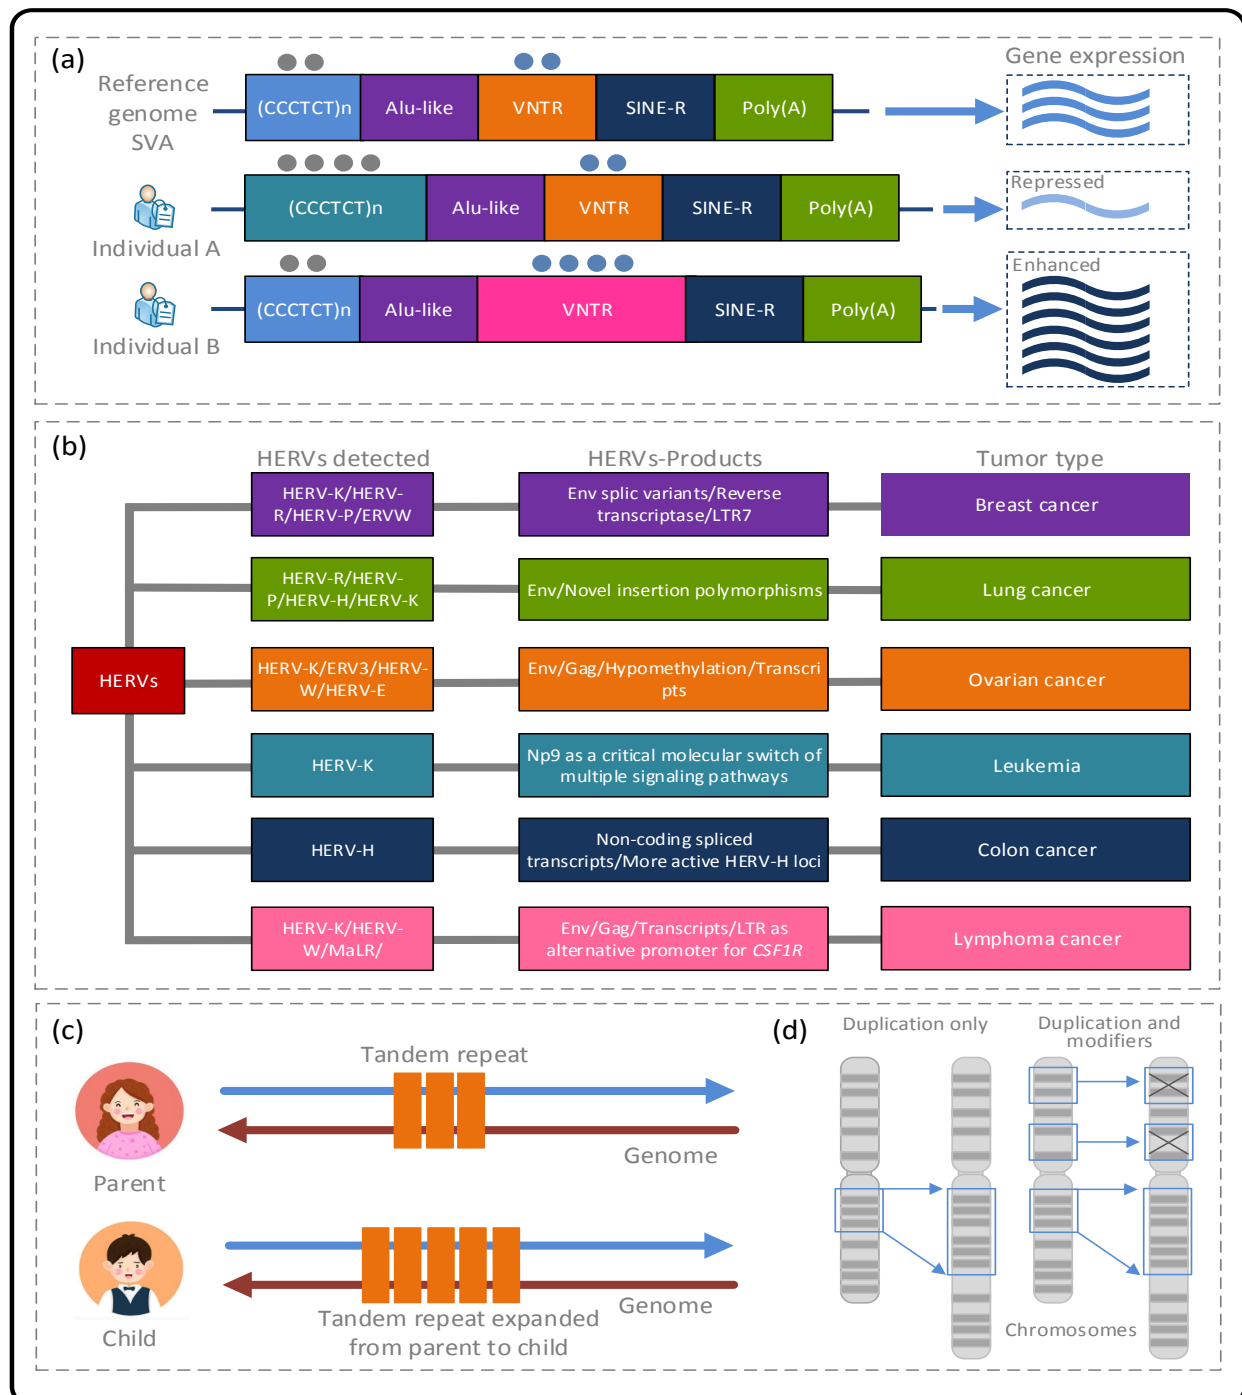 (a)
Gene expression
Reference
genome
SVA
(CCCTCT)n
Alu-like
VNTR
SINE-R
Poly(A)
Individual A
(CCCTCT)n
Alu-like
VNTR
SINE-R
Poly(A)
Repressed
Individual B
(CCCTCT)n
Alu-like
VNTR
SINE-R
Poly(A)
Enhanced
(b)
HERVs detected
HERVs-Products
Tumor type
HERVs
HERV-K/HERV-
R/HERV-P/ERVW
Env splic variants/Reverse
transcriptase/LTR7
Breast cancer
HERV-R/HERV-
P/HERV-H/HERV-K
Env/Novel insertion polymorphisms
Lung cancer
HERV-K/ERV3/HERV-
W/HERV-E
Env/Gag/Hypomethylation/Transcri
pts
Ovarian cancer
HERV-K
Np9 as a critical molecular switch of
multiple signaling pathways
Leukemia
HERV-H
Non-coding spliced
transcripts/More active HERV-H loci
Colon cancer
HERV-K/HERV-
W/MaLR/
Env/Gag/Transcripts/LTR as
alternative promoter for CSF1R
Lymphoma cancer
(c)
Tandem repeat
Genome
Parent
Genome
Child
Tandem repeat expanded
from parent to child
(d)
Duplication only
Duplication and
modifiers
Chromosomes